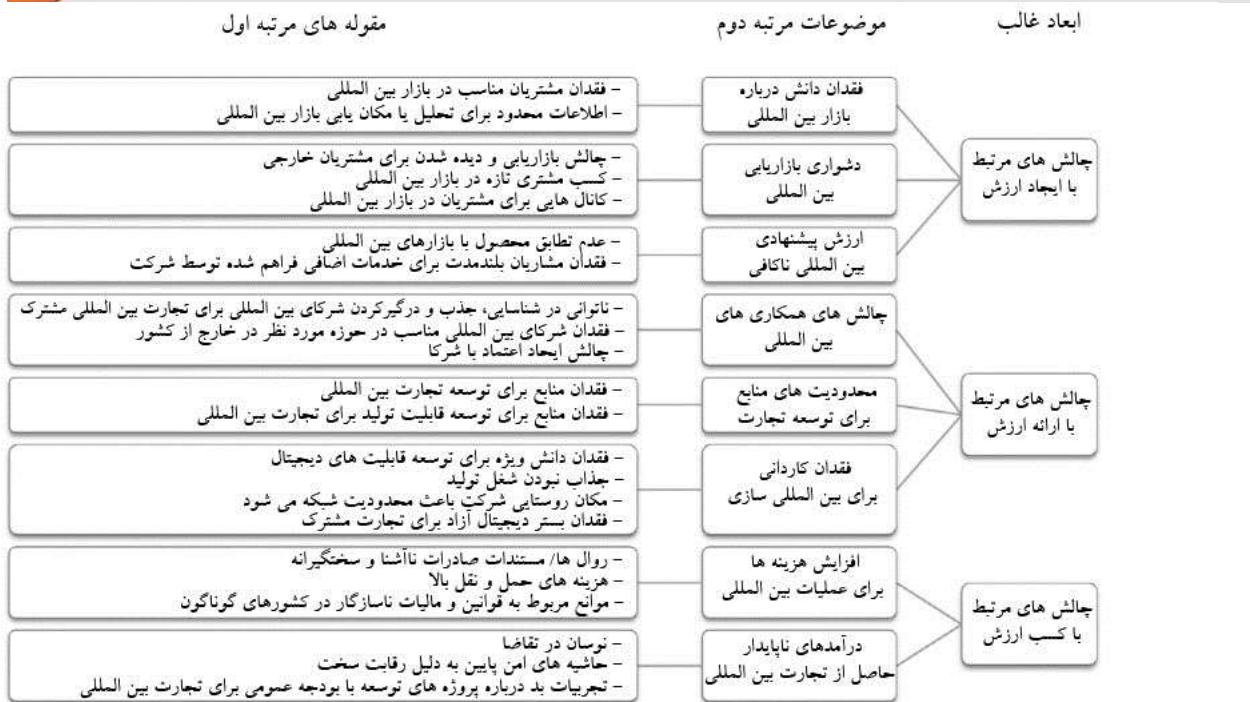 ابعاد غالب
موضوعات مرتبه دوم
مقوله های مرتبه اول
چالش های مرتبط
با ایجاد ارزش
فقدان دانش درباره
بازار بین المللی
– فقدان مشتریان مناسب در بازار بین المللی
– اطلاعات محدود برای تحلیل یا مکان یابی بازار بین المللی
دشواری بازاریابی
بین المللی
– چالش بازاریابی و دیده شدن برای مشتریان خارجی
– کسب مشتری تازه در بازار بین المللی
– کانال هایی برای مشتریان در بازار بین المللی
ارزش پیشنهادی
بین المللی ناکافی
– عدم تطابق محصول با بازارهای بین المللی
– فقدان مشاریان بلندمدت برای خدمات اضافی فراهم شده توسط شرکت
چالش های مرتبط
با ارائه ارزش
چالش های همکاری های
بین المللی
– ناتوانی در شناسایی، جذب و درگیرکردن شرکای بین المللی برای تجارت بین المللی مشترک
– فقدان شرکای بین المللی مناسب در حوزه مورد نظر در خارج از کشور
– چالش ایجاد اعتماد با شرکا
محدودیت های منابع
برای توسعه تجارت
– فقدان منابع برای توسعه تجارت بین المللی
– فقدان منابع برای توسعه قابلیت تولید برای تجارت بین المللی
فقدان کاردانی
برای بین المللی سازی
– فقدان دانش ویژه برای توسعه قابلیت های دیجیتال
– جذاب نبودن شغل تولید
– مکان روستایی شرکت باعث محدودیت شبکه می شود
– فقدان بستر دیجیتال آزاد برای تجارت مشترک
چالش های مرتبط
با کسب ارزش
افزایش هزینه ها
برای عملیات بین المللی
– روال ها/ مستندات صادرات ناآشنا و سختگیرانه
– هزینه های حمل و نقل بالا
– موانع مربوط به قوانین و مالیات ناسازگار در کشورهای گوناگون
درآمدهای ناپایدار
حاصل از تجارت بین المللی
– نوسان در تقاضا
– حاشیه های امن پایین به دلیل رقابت سخت
– تجربیات بد درباره پروژه های توسعه با بودجه عمومی برای تجارت بین المللی